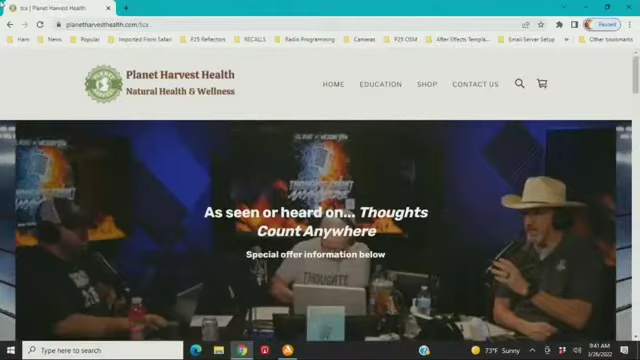 tca | Planet Harvest Health
Paused
planetharvesthealth.com/tca
Ham
News
Popular
Imported From Safari
P25 Reflectors
RECALLS
Radio Programming
Cameras
P25 OSM
After Effects Templa...
Email Server Setup
Other bookmarks
Planet Harvest Health
Natural Health & Wellness
HOME
EDUCATION
SHOP
CONTACT US
As seen or heard on... Thoughts
Count Anywhere
Special offer information below
Type here to search
73°F Sunny
9:41 AM
3/26/2022